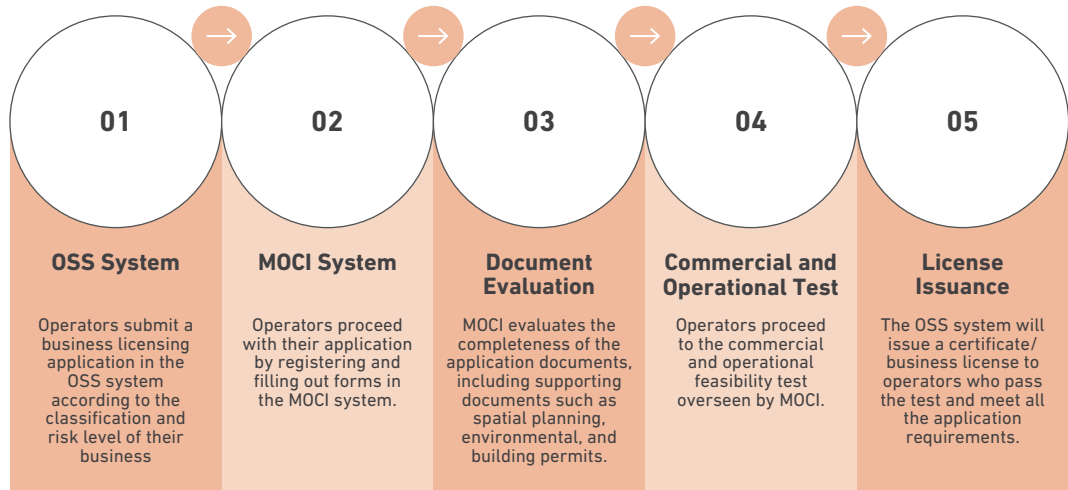 01
02
03
04
05
OSS System
Operators submit a
business licensing
application in the
OSS system
according to the
classification and
risk level of their
business
MOCI System
Operators proceed
with their application
by registering and
filling out forms in
the MOCI system.
Document
Evaluation
MOCI evaluates the
completeness of the
application documents,
including supporting
documents such as
spatial planning,
environmental, and
building permits.
Commercial and
Operational Test
Operators proceed
to the commercial
and operational
feasibility test
overseen by MOCI.
License
Issuance
The OSS system will
issue a certificate/
business license to
operators who pass
the test and meet all
the application
requirements.